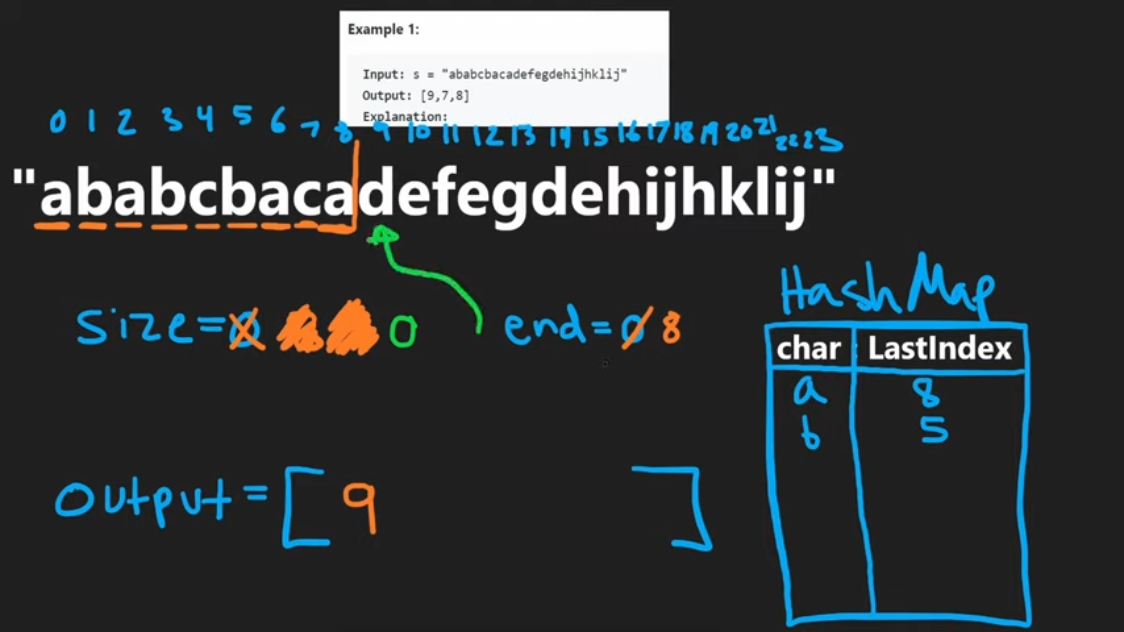 Example 1:
Input: s = "ababcbacadefegdehijhklij"
Output: [9,7,8]
Explanation:
0 1 2 3 4 5 6 7 8 9 10 11 12 13 14 15 16 17 18 19 20 21 22 23
"ababcbacadefegdehijhklij"
size=0 0 end=0 8
HashMap
char LastIndex
a 8
b 5
output=[ 9 ]